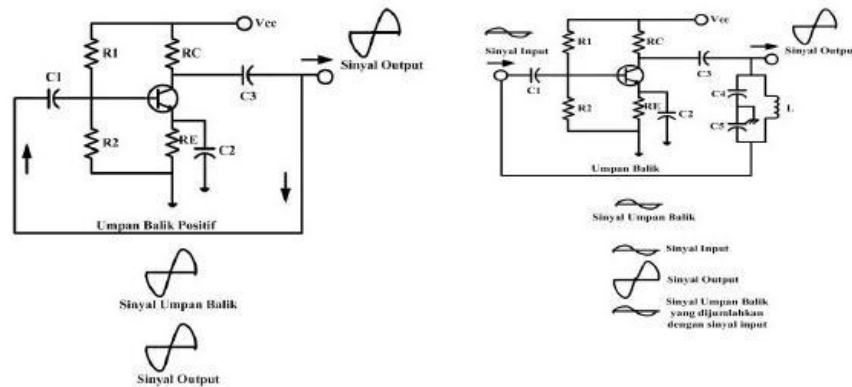 Vcc
R1
RC
Sinyal Output
C1
C3
R2
RE
C2
Umpan Balik Positif
Sinyal Umpan Balik
Sinyal Output
Sinyal Input
Vcc
R1
RC
Sinyal Output
C1
C3
C4
L
R2
RE
C2
C5
Umpan Balik
Sinyal Umpan Balik
Sinyal Input
Sinyal Output
Sinyal Umpan Balik
yang dijumlahkan
dengan sinyal input